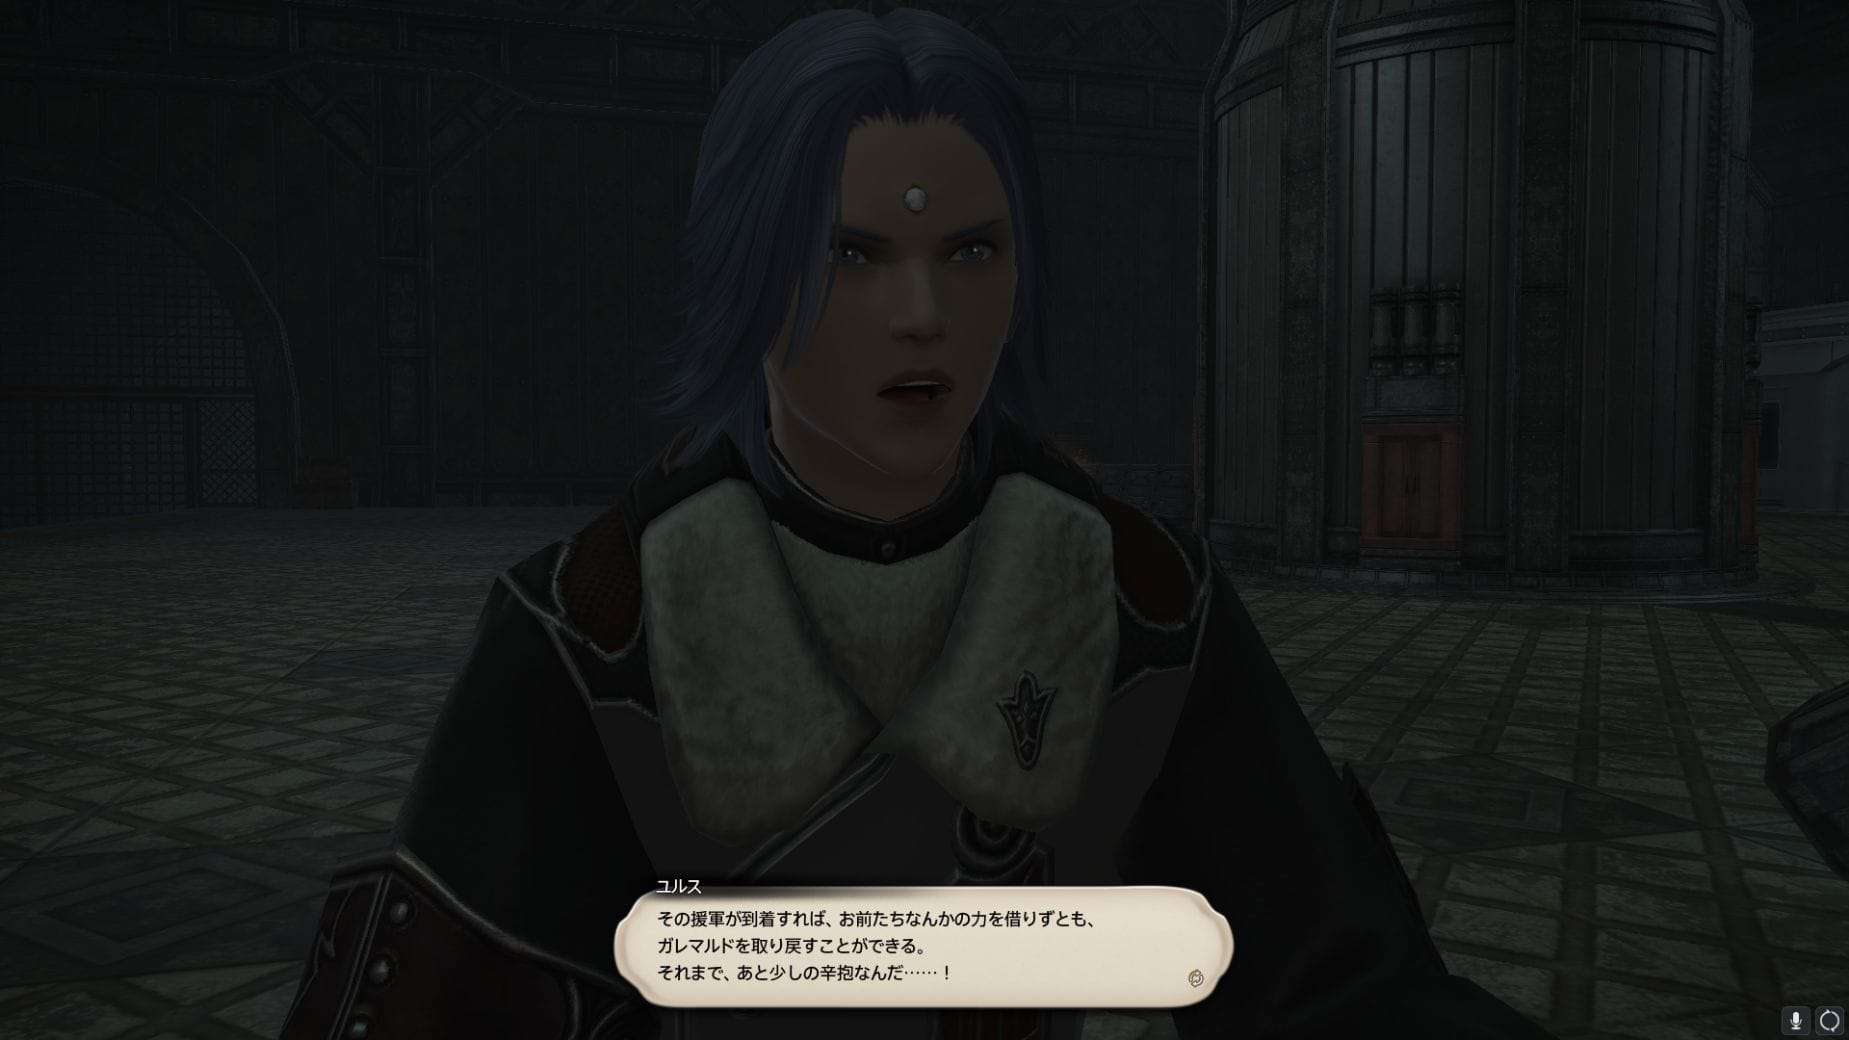 ユルス
その援軍が到着すれば、お前たちなんかの力を借りずとも、
ガレマルドを取り戻すことができる。
それまで、あと少しの辛抱なんだ……！